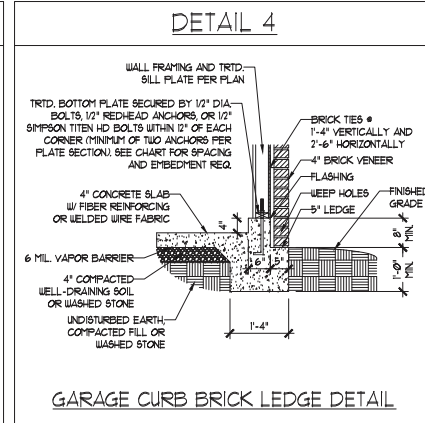 DETAIL 4
WALL FRAMING AND TRTD.
SILL PLATE PER PLAN
TRTD. BOTTOM PLATE SECURED BY 1/2" DIA.
BOLTS, 1/2" REDHEAD ANCHORS, OR 1/2"
SIMPSON TITEN HD BOLTS WITHIN 12" OF EACH
CORNER (MINIMUM OF TWO ANCHORS PER
PLATE SECTION). SEE CHART FOR SPACING
AND EMBEDMENT REQ.
BRICK TIES @
1'-4" VERTICALLY AND
2'-6" HORIZONTALLY
4" BRICK VENEER
FLASHING
WEEP HOLES
5" LEDGE
FINISHED
GRADE
4" CONCRETE SLAB
W/ FIBER REINFORCING
OR WELDED WIRE FABRIC
4"
8"
MIN.
6 MIL. VAPOR BARRIER
6" 5"
1'-0"
MIN.
4" COMPACTED
WELL-DRAINING SOIL
OR WASHED STONE
UNDISTURBED EARTH,
COMPACTED FILL OR
WASHED STONE
1'-4"
GARAGE CURB BRICK LEDGE DETAIL